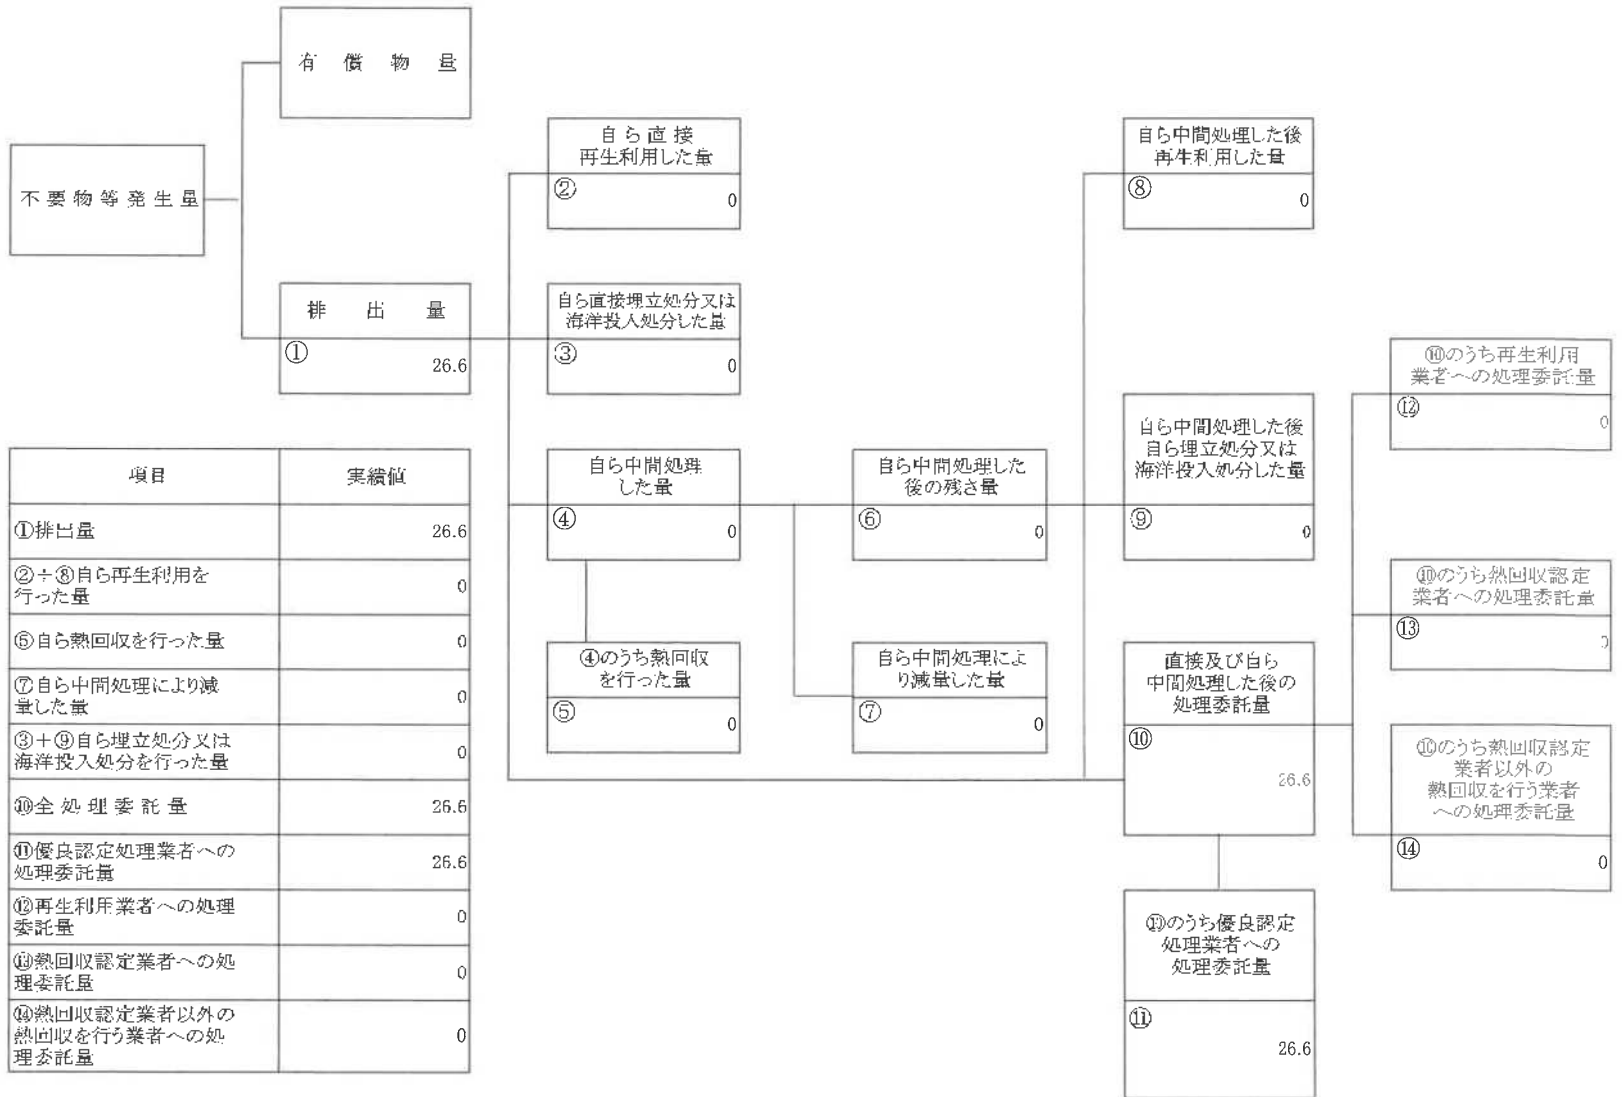 有償物量
不要物等発生量
排出量
①
26.6
自ら直接
再生利用した量
②
0
自ら直接埋立処分又は
海洋投入処分した量
③
0
自ら中間処理
した量
④
0
④のうち熱回収
を行った量
⑤
0
自ら中間処理した
後の残さ量
⑥
0
自ら中間処理によ
り減量した量
⑦
0
自ら中間処理した後
再生利用した量
⑧
0
自ら中間処理した後
自ら埋立処分又は
海洋投入処分した量
⑨
0
直接及び自ら
中間処理した後の
処理委託量
⑩
26.6
⑩のうち優良認定
処理業者への
処理委託量
⑪
26.6
⑩のうち再生利用
業者への処理委託量
⑫
0
⑩のうち熱回収認定
業者への処理委託量
⑬
0
⑩のうち熱回収認定
業者以外の
熱回収を行う業者
への処理委託量
⑭
0
項目
実績値
①排出量
26.6
②+⑧自ら再生利用を
行った量
0
⑤自ら熱回収を行った量
0
⑦自ら中間処理により減
量した量
0
③+⑨自ら埋立処分又は
海洋投入処分を行った量
0
⑩全処理委託量
26.6
⑪優良認定処理業者への
処理委託量
26.6
⑫再生利用業者への処理
委託量
0
⑬熱回収認定業者への処
理委託量
0
⑭熱回収認定業者以外の
熱回収を行う業者への処
理委託量
0